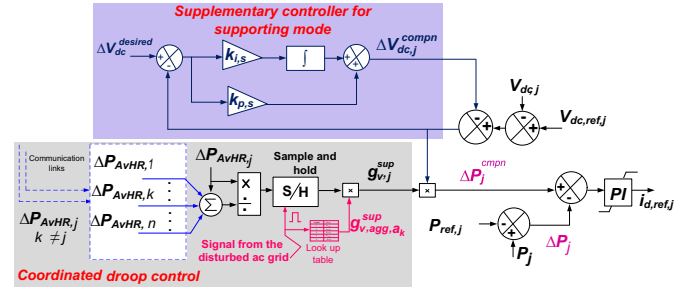 Supplementary controller for
supporting mode
ΔV_dc^desired
+
-
k_i,s
∫
+
+
ΔV_dc,j^compn
k_p,s
V_dc,j
-
+
-
+
V_dc,ref,j
Communication
links
ΔP_AvHR,1
ΔP_AvHR,k
ΔP_AvHR,n
ΔP_AvHR,j
k ≠ j
ΔP_AvHR,j
Σ
×
÷
Sample and
hold
S/H
×
g_v,j^sup
×
ΔP_j^cmpn
-
+
PI
i_d,ref,j
Signal from the
disturbed ac grid
Look up
table
g_v,agg,a_k^sup
P_ref,j
-
+
P_j
ΔP_j
Coordinated droop control